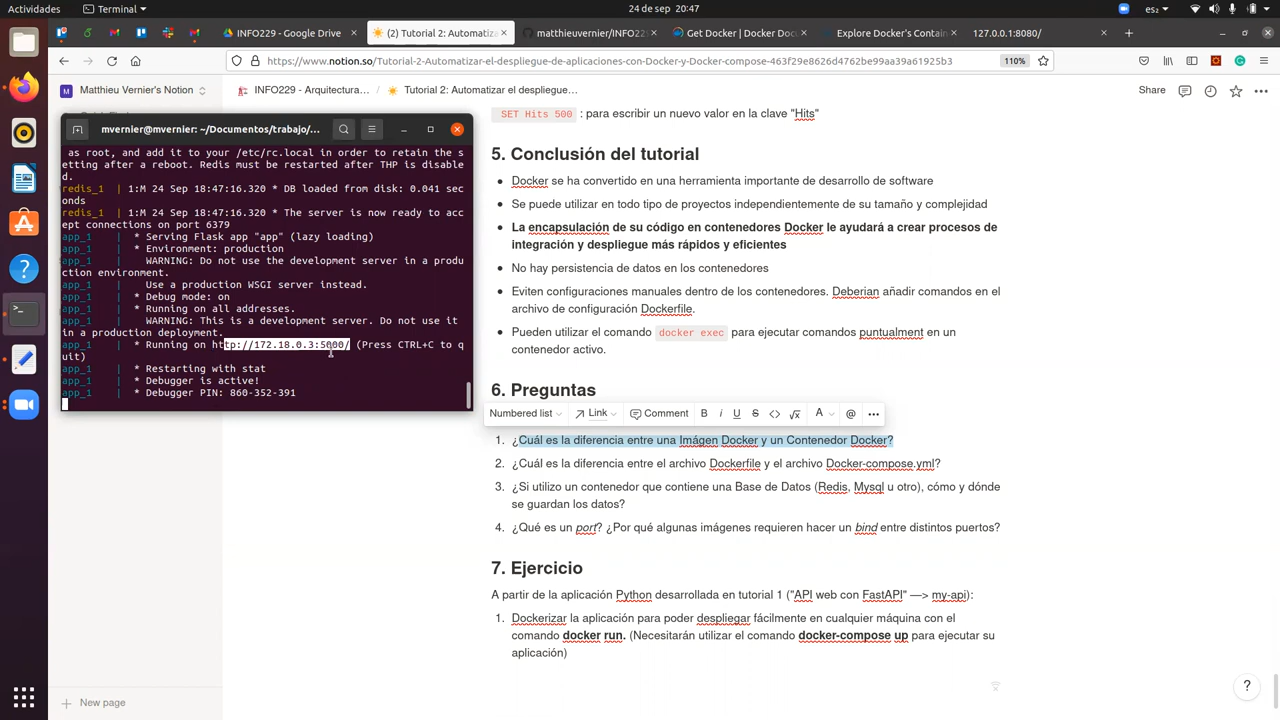 Actividades
Terminal
24 de sep 20:47
es₂
INFO229 - Google Drive
(2) Tutorial 2: Automatiz
matthieuvernier/INFO22
Get Docker | Docker Doc
Explore Docker's Contain
127.0.0.1:8080/
https://www.notion.so/Tutorial-2-Automatizar-el-despliegue-de-aplicaciones-con-Docker-y-Docker-compose-463f29e8626d4762be99aa39a61925b3
110%
M Matthieu Vernier's Notion
INFO229 - Arquitectura... / Tutorial 2: Automatizar el despliegue...
Share
mvernier@mvernier: ~/Documentos/trabajo/...
as root, and add it to your /etc/rc.local in order to retain the s
etting after a reboot. Redis must be restarted after THP is disable
d.
redis_1 | 1:M 24 Sep 18:47:16.320 * DB loaded from disk: 0.041 sec
onds
redis_1 | 1:M 24 Sep 18:47:16.320 * The server is now ready to acc
ept connections on port 6379
app_1 | * Serving Flask app "app" (lazy loading)
app_1 | * Environment: production
app_1 | WARNING: Do not use the development server in a produ
ction environment.
app_1 | Use a production WSGI server instead.
app_1 | * Debug mode: on
app_1 | * Running on all addresses.
app_1 | WARNING: This is a development server. Do not use it
in a production deployment.
app_1 | * Running on http://172.18.0.3:5000/ (Press CTRL+C to q
uit)
app_1 | * Restarting with stat
app_1 | * Debugger is active!
app_1 | * Debugger PIN: 860-352-391
SET Hits 500 : para escribir un nuevo valor en la clave "Hits"
5. Conclusión del tutorial
• Docker se ha convertido en una herramienta importante de desarrollo de software
• Se puede utilizar en todo tipo de proyectos independientemente de su tamaño y complejidad
• La encapsulación de su código en contenedores Docker le ayudará a crear procesos de
integración y despliegue más rápidos y eficientes
• No hay persistencia de datos en los contenedores
• Eviten configuraciones manuales dentro de los contenedores. Deberian añadir comandos en el
archivo de configuración Dockerfile.
• Pueden utilizar el comando docker exec para ejecutar comandos puntualment en un
contenedor activo.
6. Preguntas
Numbered list
Link
Comment
B i U S <> √x A @ •••
1. ¿Cuál es la diferencia entre una Imágen Docker y un Contenedor Docker?
2. ¿Cuál es la diferencia entre el archivo Dockerfile y el archivo Docker-compose.yml?
3. ¿Si utilizo un contenedor que contiene una Base de Datos (Redis, Mysql u otro), cómo y dónde
se guardan los datos?
4. ¿Qué es un port? ¿Por qué algunas imágenes requieren hacer un bind entre distintos puertos?
7. Ejercicio
A partir de la aplicación Python desarrollada en tutorial 1 ("API web con FastAPI" —> my-api):
1. Dockerizar la aplicación para poder despliegar fácilmente en cualquier máquina con el
comando docker run. (Necesitarán utilizar el comando docker-compose up para ejecutar su
aplicación)
+ New page
?